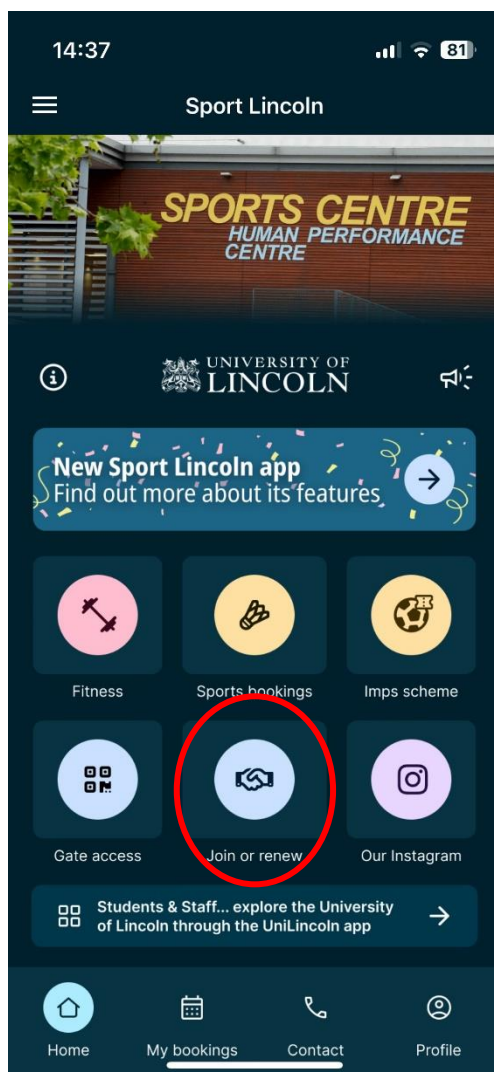 14:37
81
Sport Lincoln
SPORTS CENTRE
HUMAN PERFORMANCE
CENTRE
UNIVERSITY OF
LINCOLN
New Sport Lincoln app
Find out more about its features
Fitness
Sports bookings
Imps scheme
Gate access
Join or renew
Our Instagram
Students & Staff... explore the University
of Lincoln through the UniLincoln app
Home
My bookings
Contact
Profile